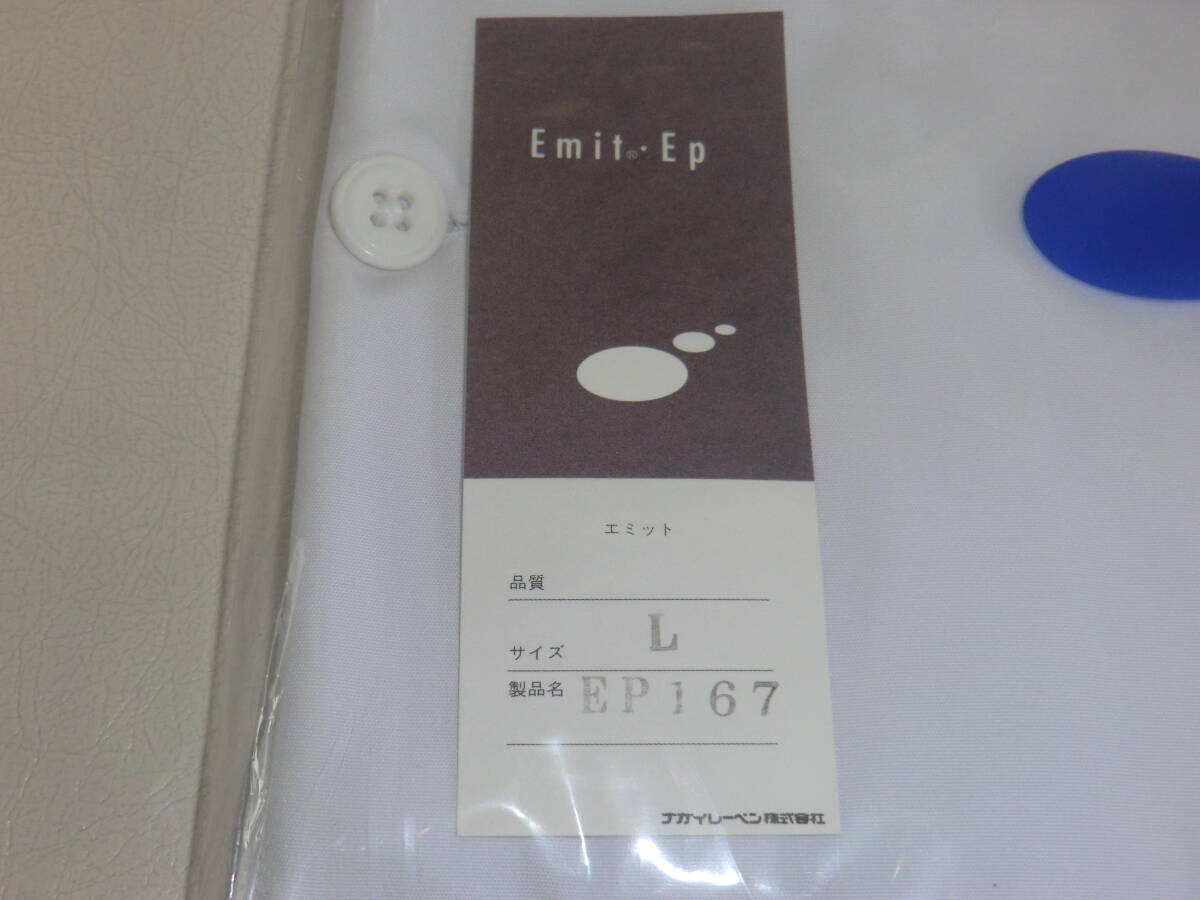 Emit®・Ep
エミット
品質
サイズ L
製品名 EP167
ナガイレーベン株式會社